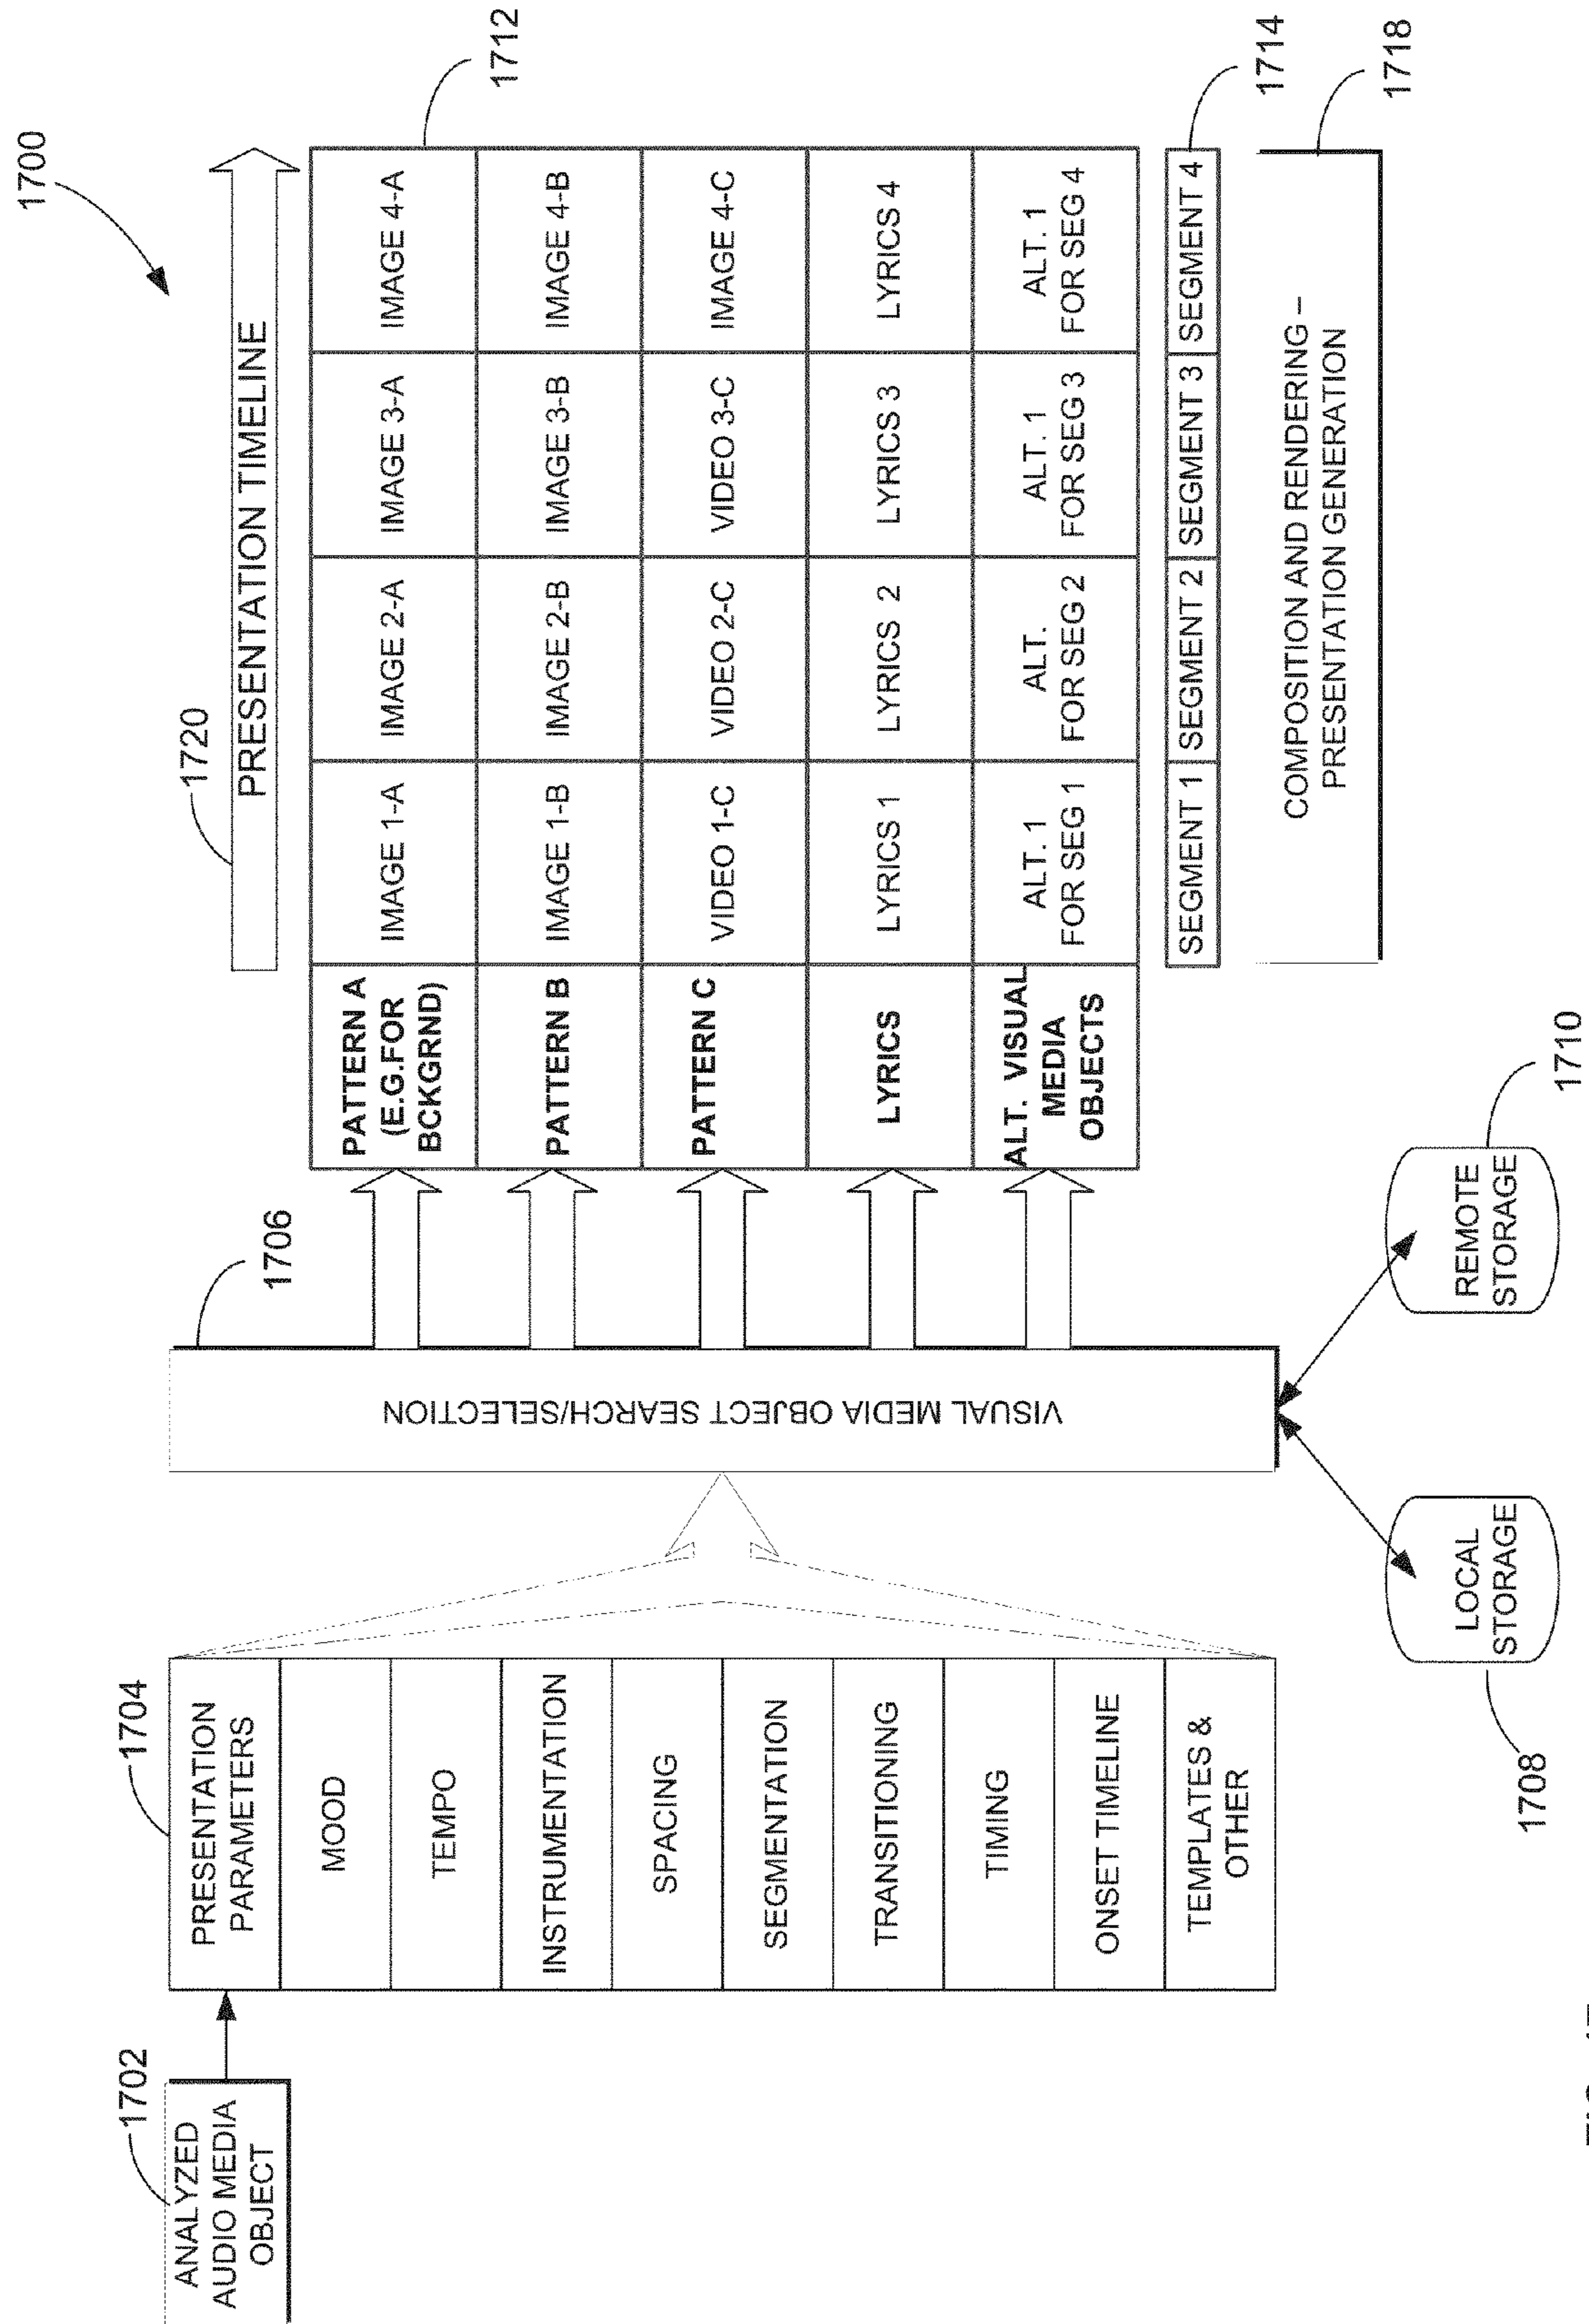 1700
1720
PRESENTATION TIMELINE
1702
ANALYZED
AUDIO MEDIA
OBJECT
1704
PRESENTATION
PARAMETERS
MOOD
TEMPO
INSTRUMENTATION
SPACING
SEGMENTATION
TRANSITIONING
TIMING
ONSET TIMELINE
TEMPLATES &
OTHER
1706
VISUAL MEDIA OBJECT SEARCH/SELECTION
1712
PATTERN A
(E.G.FOR
BCKGRND)
IMAGE 1-A
IMAGE 2-A
IMAGE 3-A
IMAGE 4-A
PATTERN B
IMAGE 1-B
IMAGE 2-B
IMAGE 3-B
IMAGE 4-B
PATTERN C
VIDEO 1-C
VIDEO 2-C
VIDEO 3-C
IMAGE 4-C
LYRICS
LYRICS 1
LYRICS 2
LYRICS 3
LYRICS 4
ALT. VISUAL
MEDIA
OBJECTS
ALT. 1
FOR SEG 1
ALT.
FOR SEG 2
ALT. 1
FOR SEG 3
ALT. 1
FOR SEG 4
SEGMENT 1
SEGMENT 2
SEGMENT 3
SEGMENT 4
1714
COMPOSITION AND RENDERING –
PRESENTATION GENERATION
1718
LOCAL
STORAGE
1708
REMOTE
STORAGE
1710